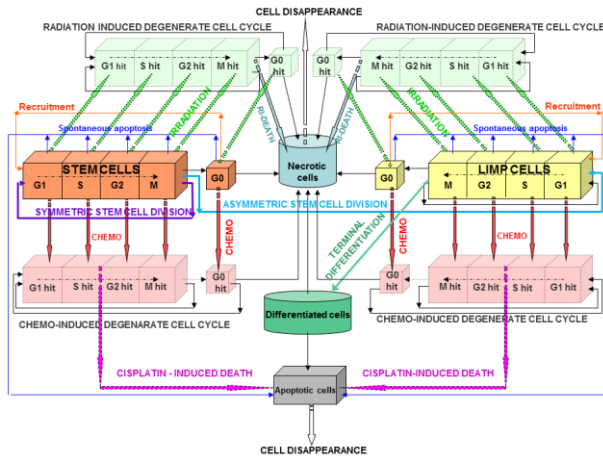 CELL DISAPPEARANCE
RADIATION INDUCED DEGENERATE CELL CYCLE
RADIATION-INDUCED DEGENERATE CELL CYCLE
G1 hit
S hit
G2 hit
M hit
G0
hit
G0
hit
M hit
G2 hit
S hit
G1 hit
Recruitment
IRRADIATION
RI-DEATH
RI-DEATH
IRRADIATION
Recruitment
Spontaneous apoptosis
Spontaneous apoptosis
STEM CELLS
G1
S
G2
M
G0
Necrotic
cells
G0
LIMP CELLS
M
S
G2
G1
SYMMETRIC STEM CELL DIVISION
ASYMMETRIC STEM CELL DIVISION
CHEMO
CHEMO
TERMINAL
DIFFERENTIATION
CHEMO
CHEMO
G1 hit
S hit
G2 hit
M hit
G0
hit
G0
hit
M hit
G2 hit
S hit
G1 hit
CHEMO-INDUCED DEGENARATE CELL CYCLE
Differentiated cells
CHEMO-INDUCED DEGENERATE CELL CYCLE
CISPLATIN - INDUCED DEATH
CISPLATIN-INDUCED DEATH
Apoptotic cells
CELL DISAPPEARANCE